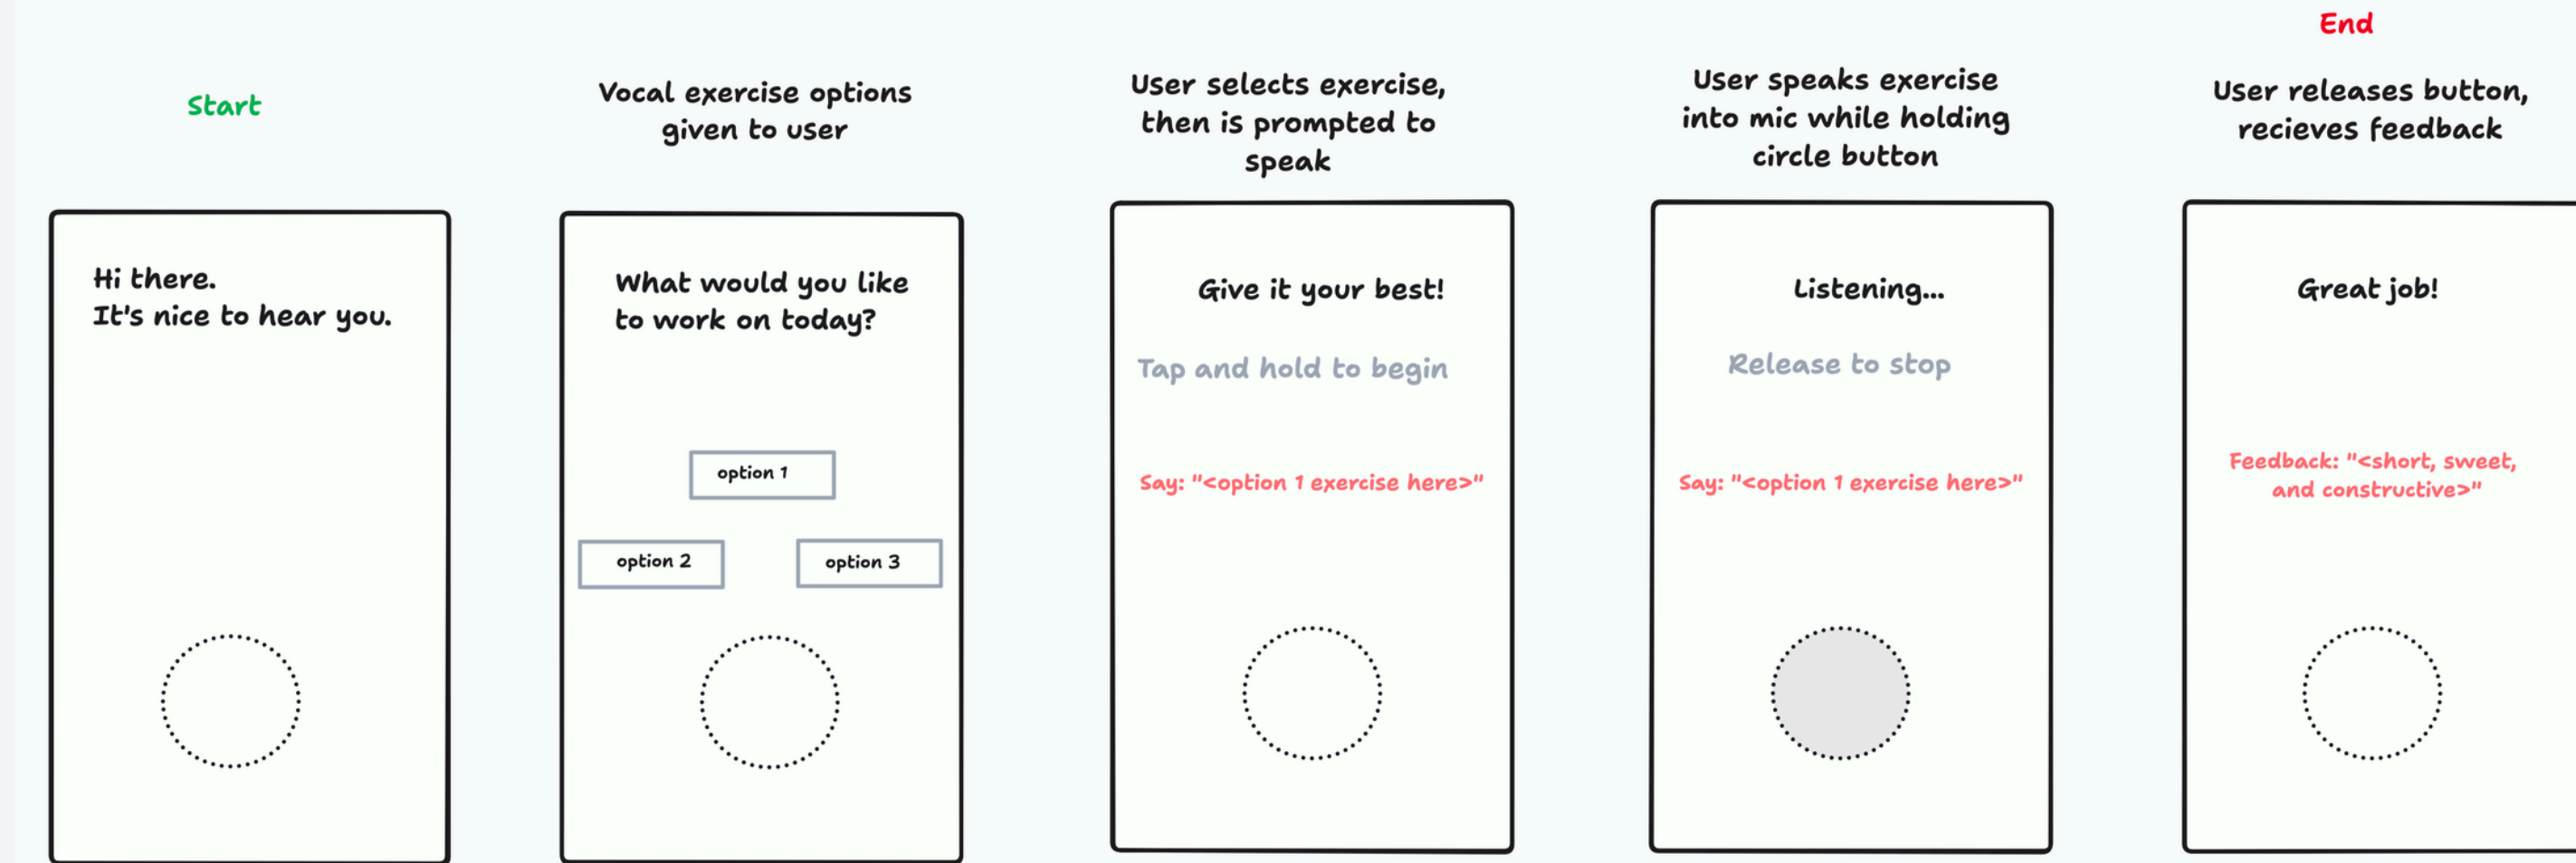 Start
Hi there.
It's nice to hear you.
Vocal exercise options
given to user
What would you like
to work on today?
option 1
option 2
option 3
User selects exercise,
then is prompted to
speak
Give it your best!
Tap and hold to begin
Say: "<option 1 exercise here>"
User speaks exercise
into mic while holding
circle button
Listening...
Release to stop
Say: "<option 1 exercise here>"
End
User releases button,
recieves feedback
Great job!
Feedback: "<short, sweet,
and constructive>"